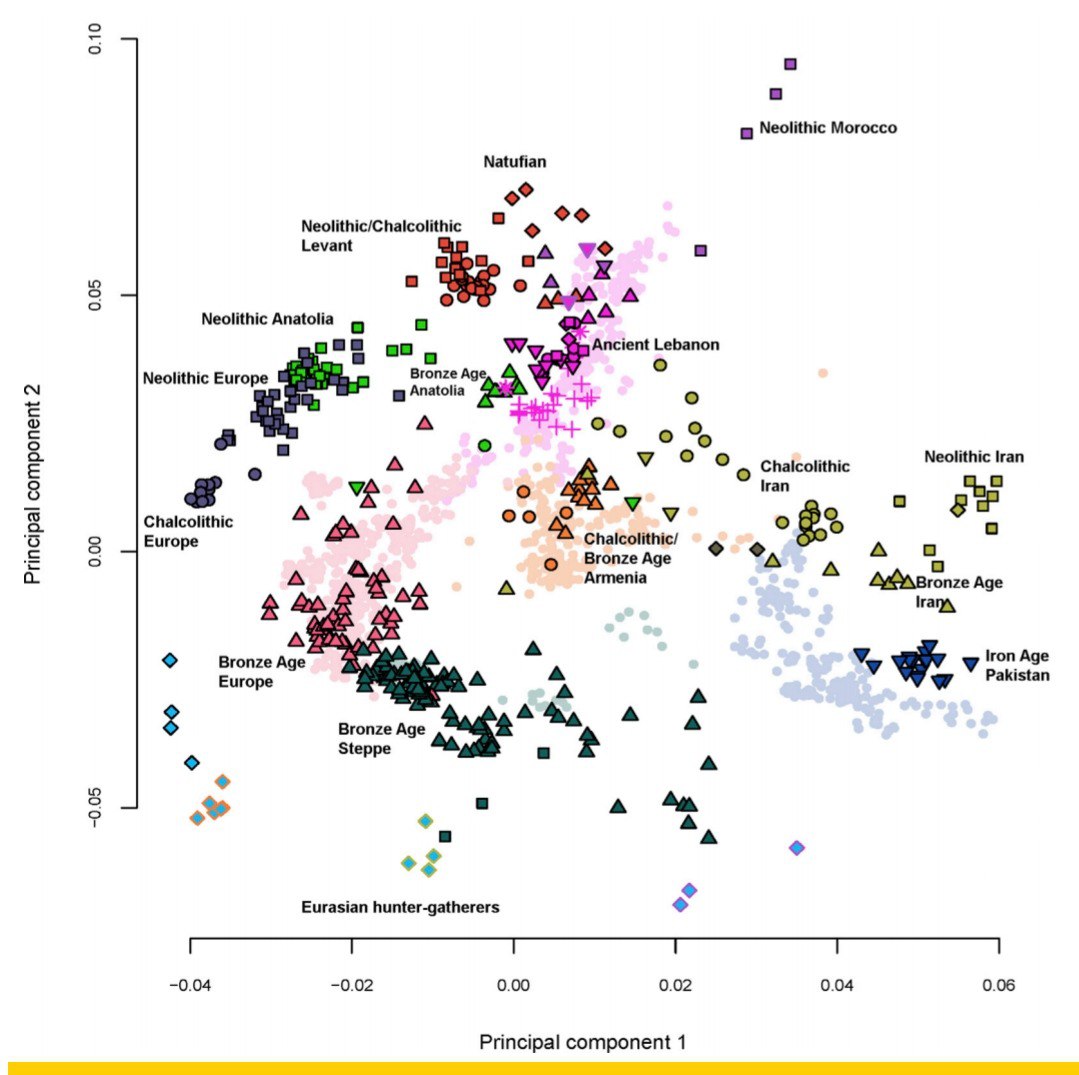 0.10
Neolithic Morocco
Natufian
Neolithic/Chalcolithic
Levant
0.05
Neolithic Anatolia
Ancient Lebanon
Neolithic Europe
Bronze Age
Anatolia
Principal component 2
Neolithic Iran
Chalcolithic
Iran
Chalcolithic
Europe
0.00
Chalcolithic/
Bronze Age
Armenia
Bronze Age
Iran
Bronze Age
Europe
Iron Age
Pakistan
Bronze Age
Steppe
−0.05
Eurasian hunter-gatherers
−0.04 −0.02 0.00 0.02 0.04 0.06
Principal component 1